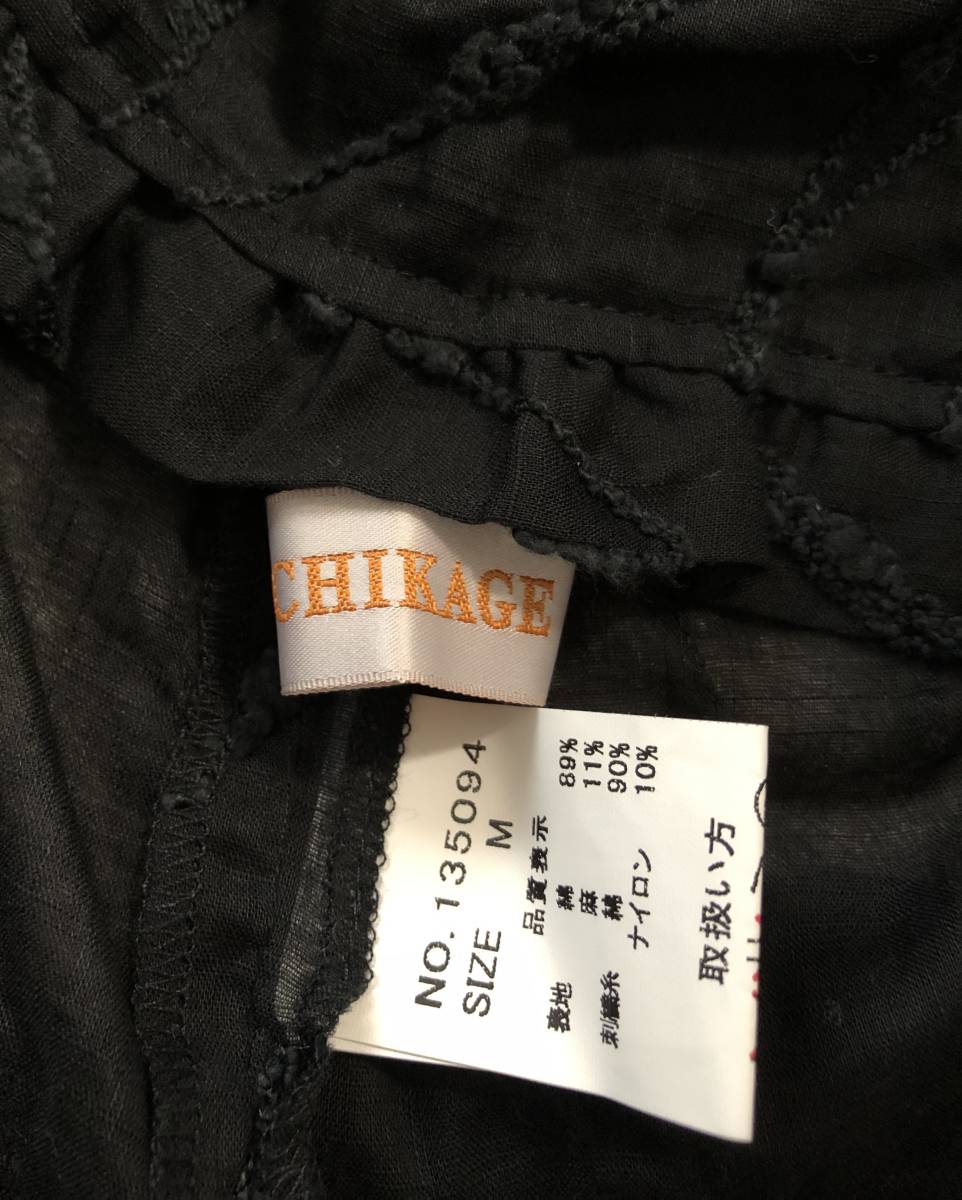 CHIKAGE
NO. 135094
SIZE M
品質表示
表地 綿 89%
麻 11%
刺繍糸 綿 90%
ナイロン 10%
取扱い方